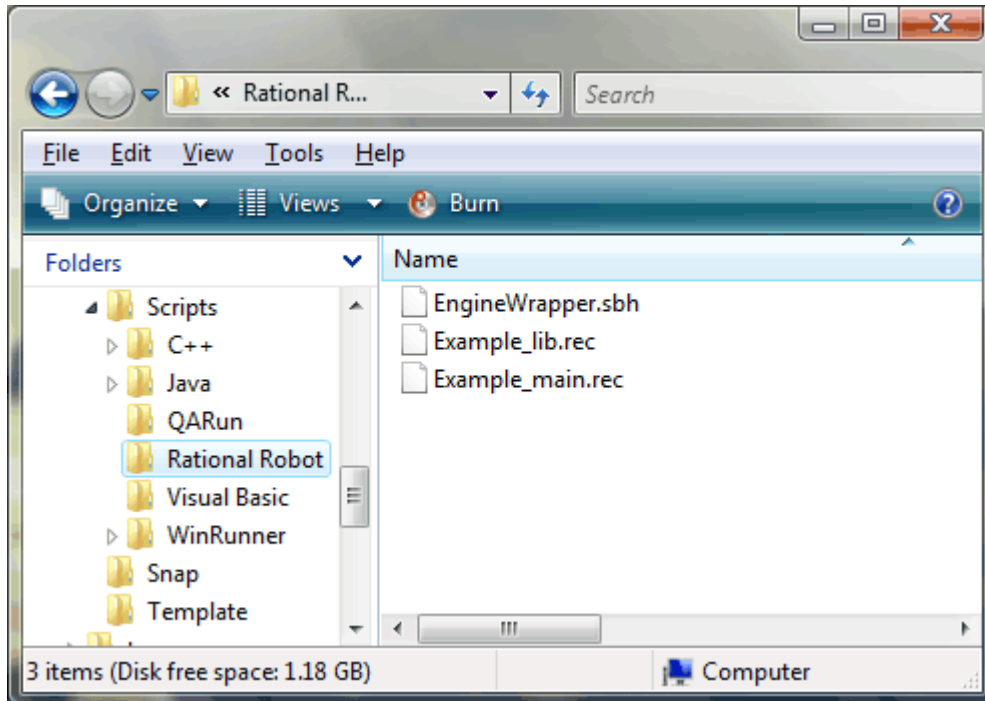 « Rational R...
Search
File Edit View Tools Help
Organize Views Burn
Folders
Name
Scripts
C++
Java
QARun
Rational Robot
Visual Basic
WinRunner
Snap
Template
EngineWrapper.sbh
Example_lib.rec
Example_main.rec
3 items (Disk free space: 1.18 GB)
Computer